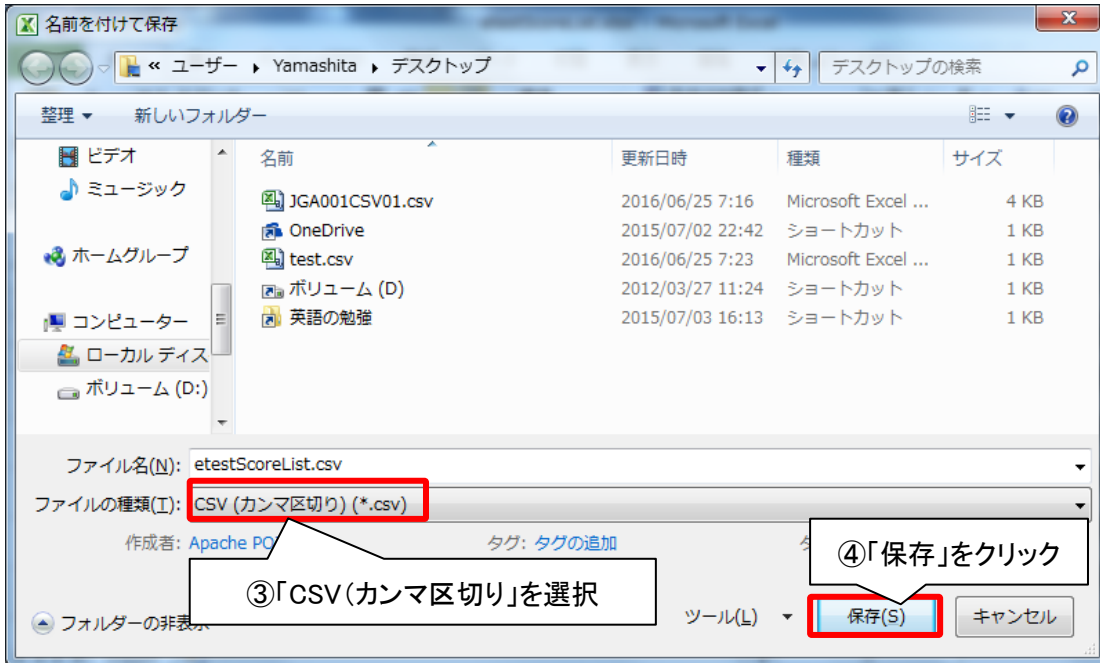 名前を付けて保存
« ユーザー ▸ Yamashita ▸ デスクトップ
デスクトップの検索
整理 ▼ 新しいフォルダー
ビデオ
ミュージック
ホームグループ
コンピューター
ローカル ディス
ボリューム (D:)
名前 更新日時 種類 サイズ
JGA001CSV01.csv 2016/06/25 7:16 Microsoft Excel ... 4 KB
OneDrive 2015/07/02 22:42 ショートカット 1 KB
test.csv 2016/06/25 7:23 Microsoft Excel ... 1 KB
ボリューム (D) 2012/03/27 11:24 ショートカット 1 KB
英語の勉強 2015/07/03 16:13 ショートカット 1 KB
ファイル名(N): etestScoreList.csv
ファイルの種類(T): CSV (カンマ区切り) (*.csv)
作成者: Apache タグ: タグの追加
④「保存」をクリック
③「CSV（カンマ区切り」を選択
フォルダーの非表示
ツール(L) ▼ 保存(S) キャンセル